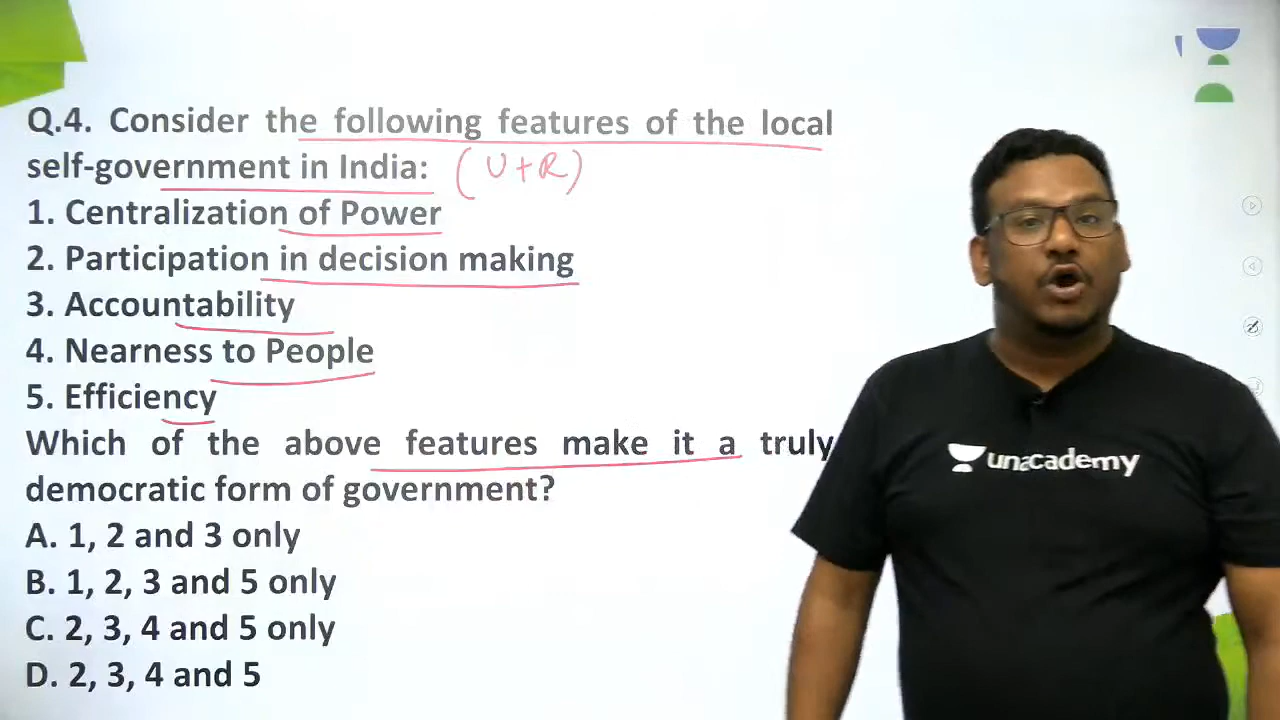 Q.4. Consider the following features of the local
self-government in India: (U+R)
1. Centralization of Power
2. Participation in decision making
3. Accountability
4. Nearness to People
5. Efficiency
Which of the above features make it a truly
democratic form of government?
A. 1, 2 and 3 only
B. 1, 2, 3 and 5 only
C. 2, 3, 4 and 5 only
D. 2, 3, 4 and 5
unacademy